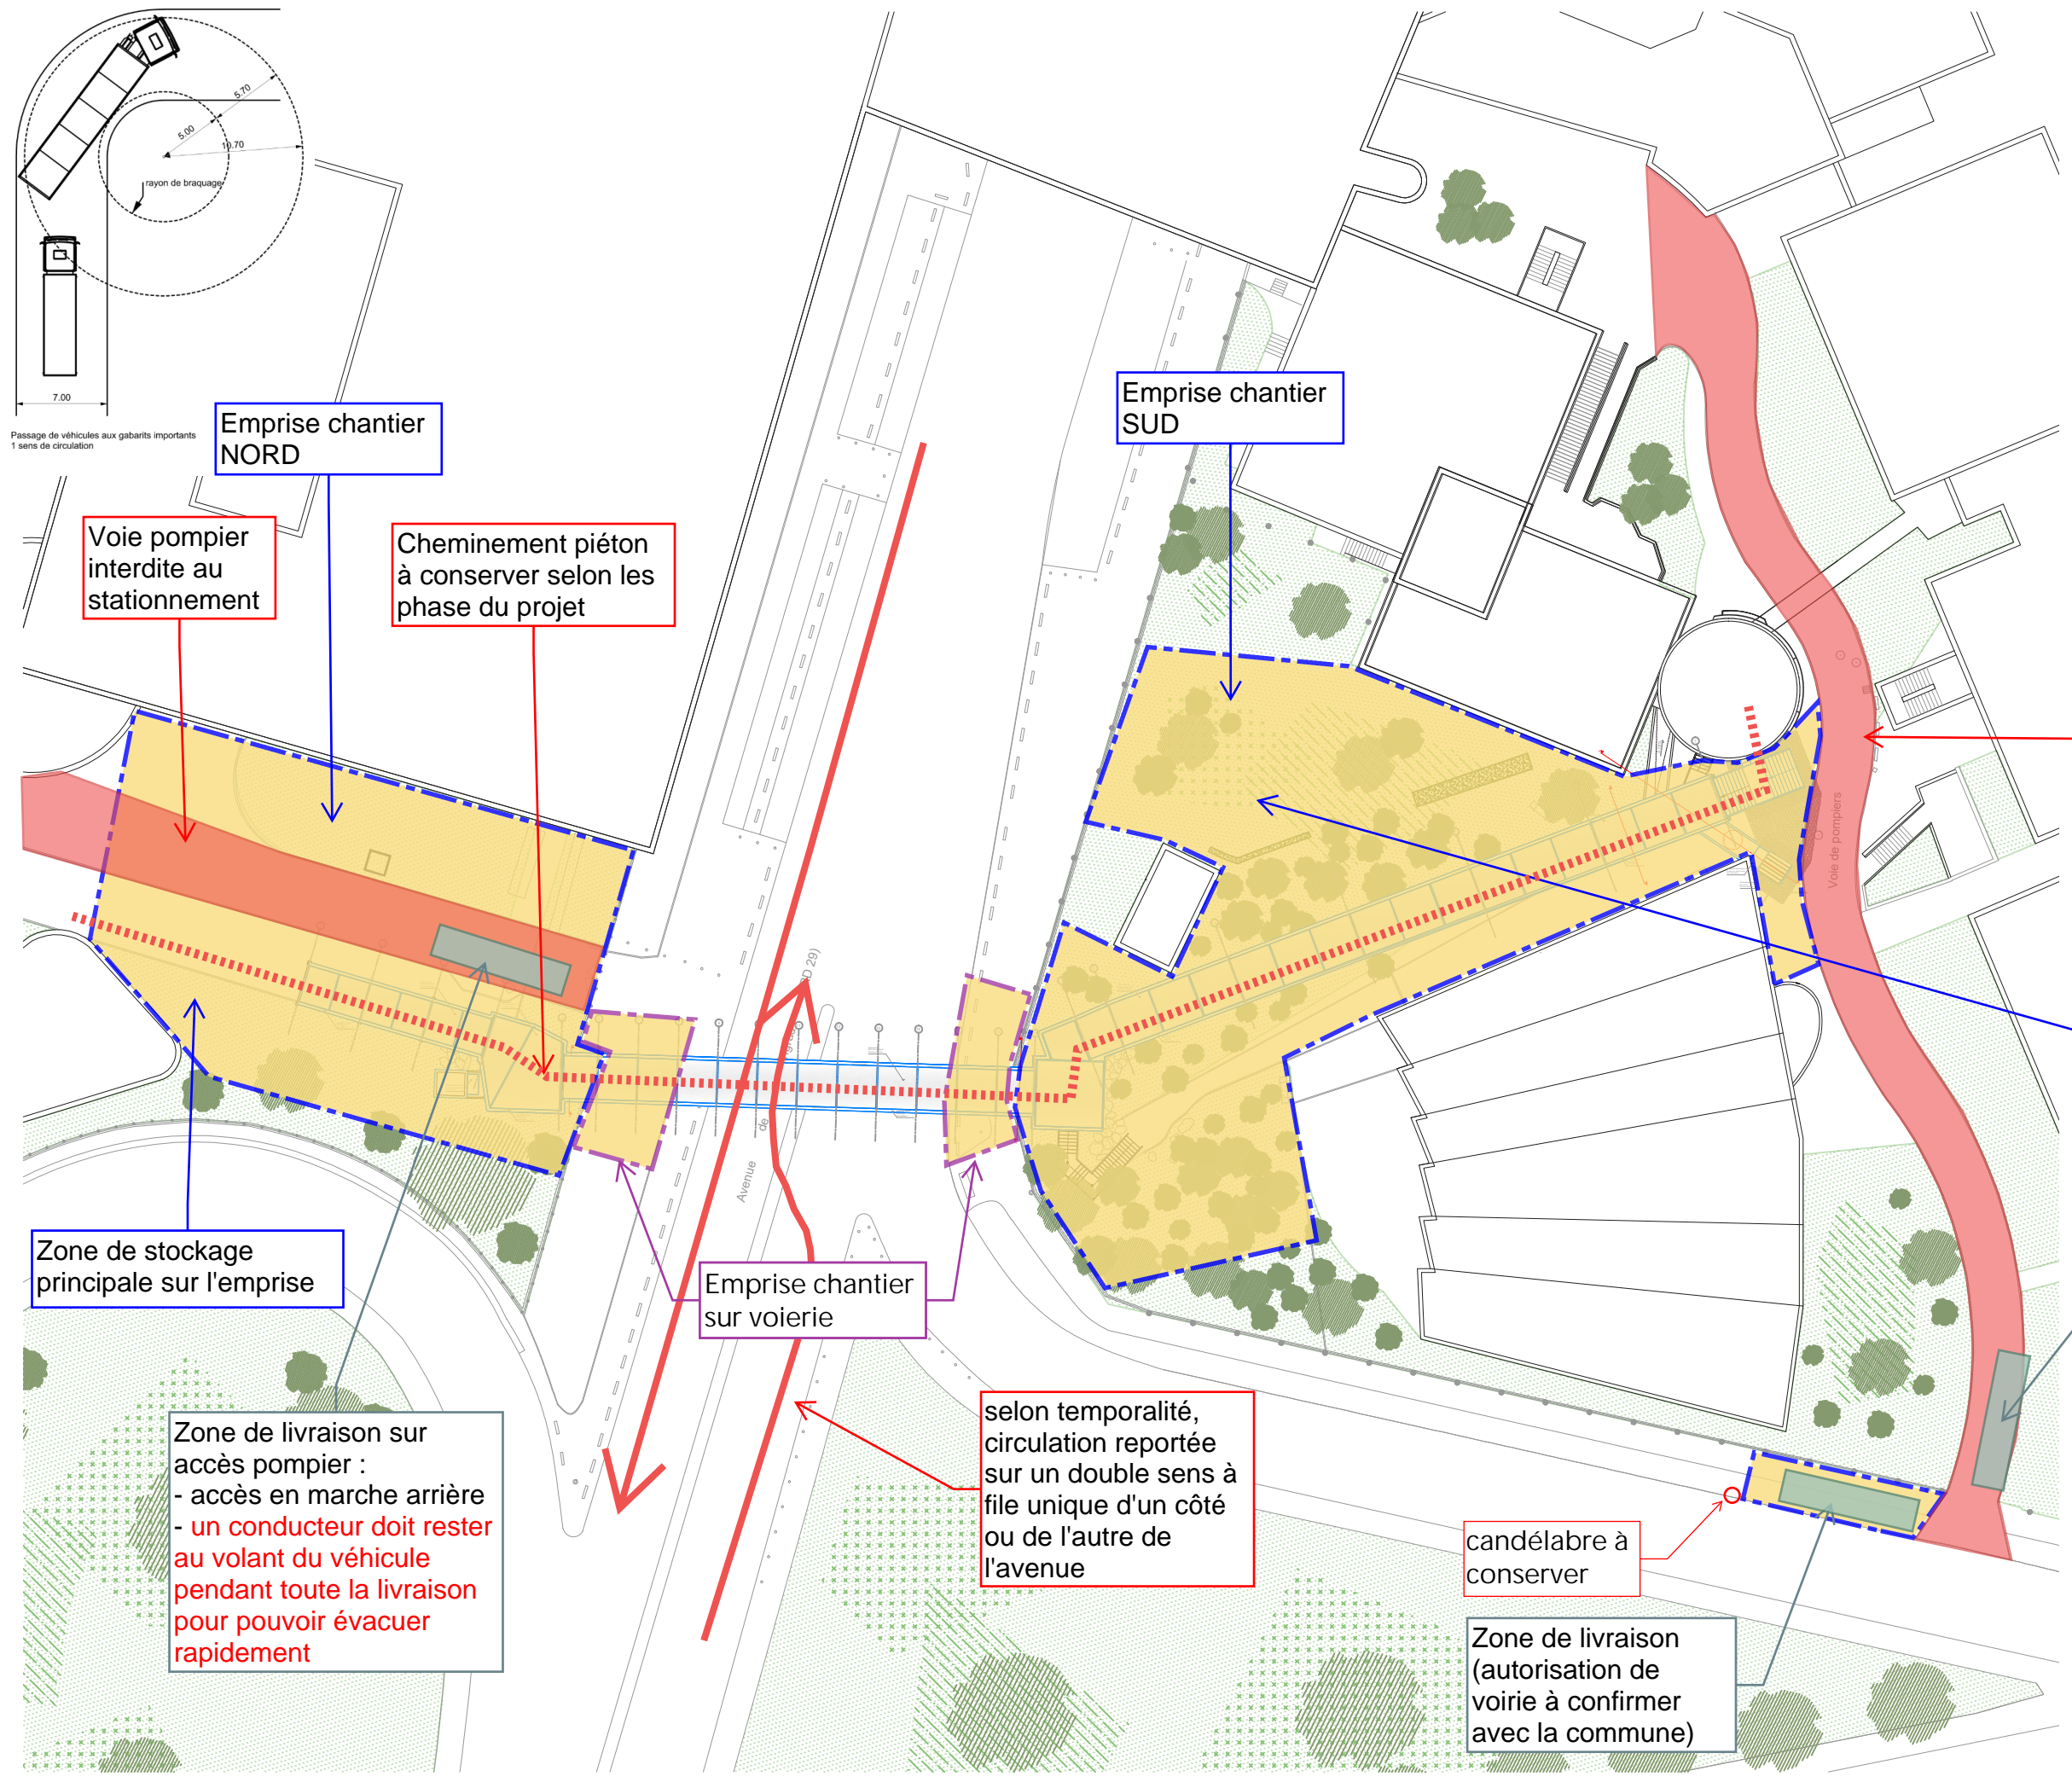 5.70
5.00
10.70
rayon de braquage
7.00
Passage de véhicules aux gabarits importants
1 sens de circulation
Emprise chantier
NORD
Emprise chantier
SUD
Voie pompier
interdite au
stationnement
Cheminement piéton
à conserver selon les
phase du projet
Voie de pompiers
D 29)
de
Avenue
Zone de stockage
principale sur l'emprise
Emprise chantier
sur voierie
Zone de livraison sur
accès pompier :
- accès en marche arrière
- un conducteur doit rester
au volant du véhicule
pendant toute la livraison
pour pouvoir évacuer
rapidement
selon temporalité,
circulation reportée
sur un double sens à
file unique d'un côté
ou de l'autre de
l'avenue
candélabre à
conserver
Zone de livraison
(autorisation de
voirie à confirmer
avec la commune)